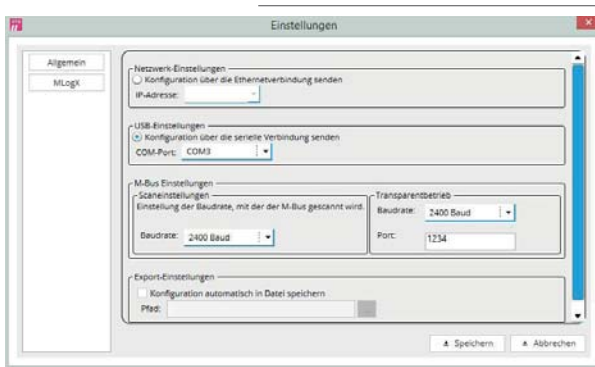 Einstellungen
Allgemein
MLogX
Netzwerk-Einstellungen
Konfiguration über die Ethernetverbindung senden
IP-Adresse:
USB-Einstellungen
Konfiguration über die serielle Verbindung senden
COM-Port: COM3
M-Bus Einstellungen
Scaneinstellungen
Einstellung der Baudrate, mit der der M-Bus gescannt wird.
Baudrate: 2400 Baud
Transparentbetrieb
Baudrate: 2400 Baud
Port: 1234
Export-Einstellungen
Konfiguration automatisch in Datei speichern
Pfad:
Speichern
Abbrechen